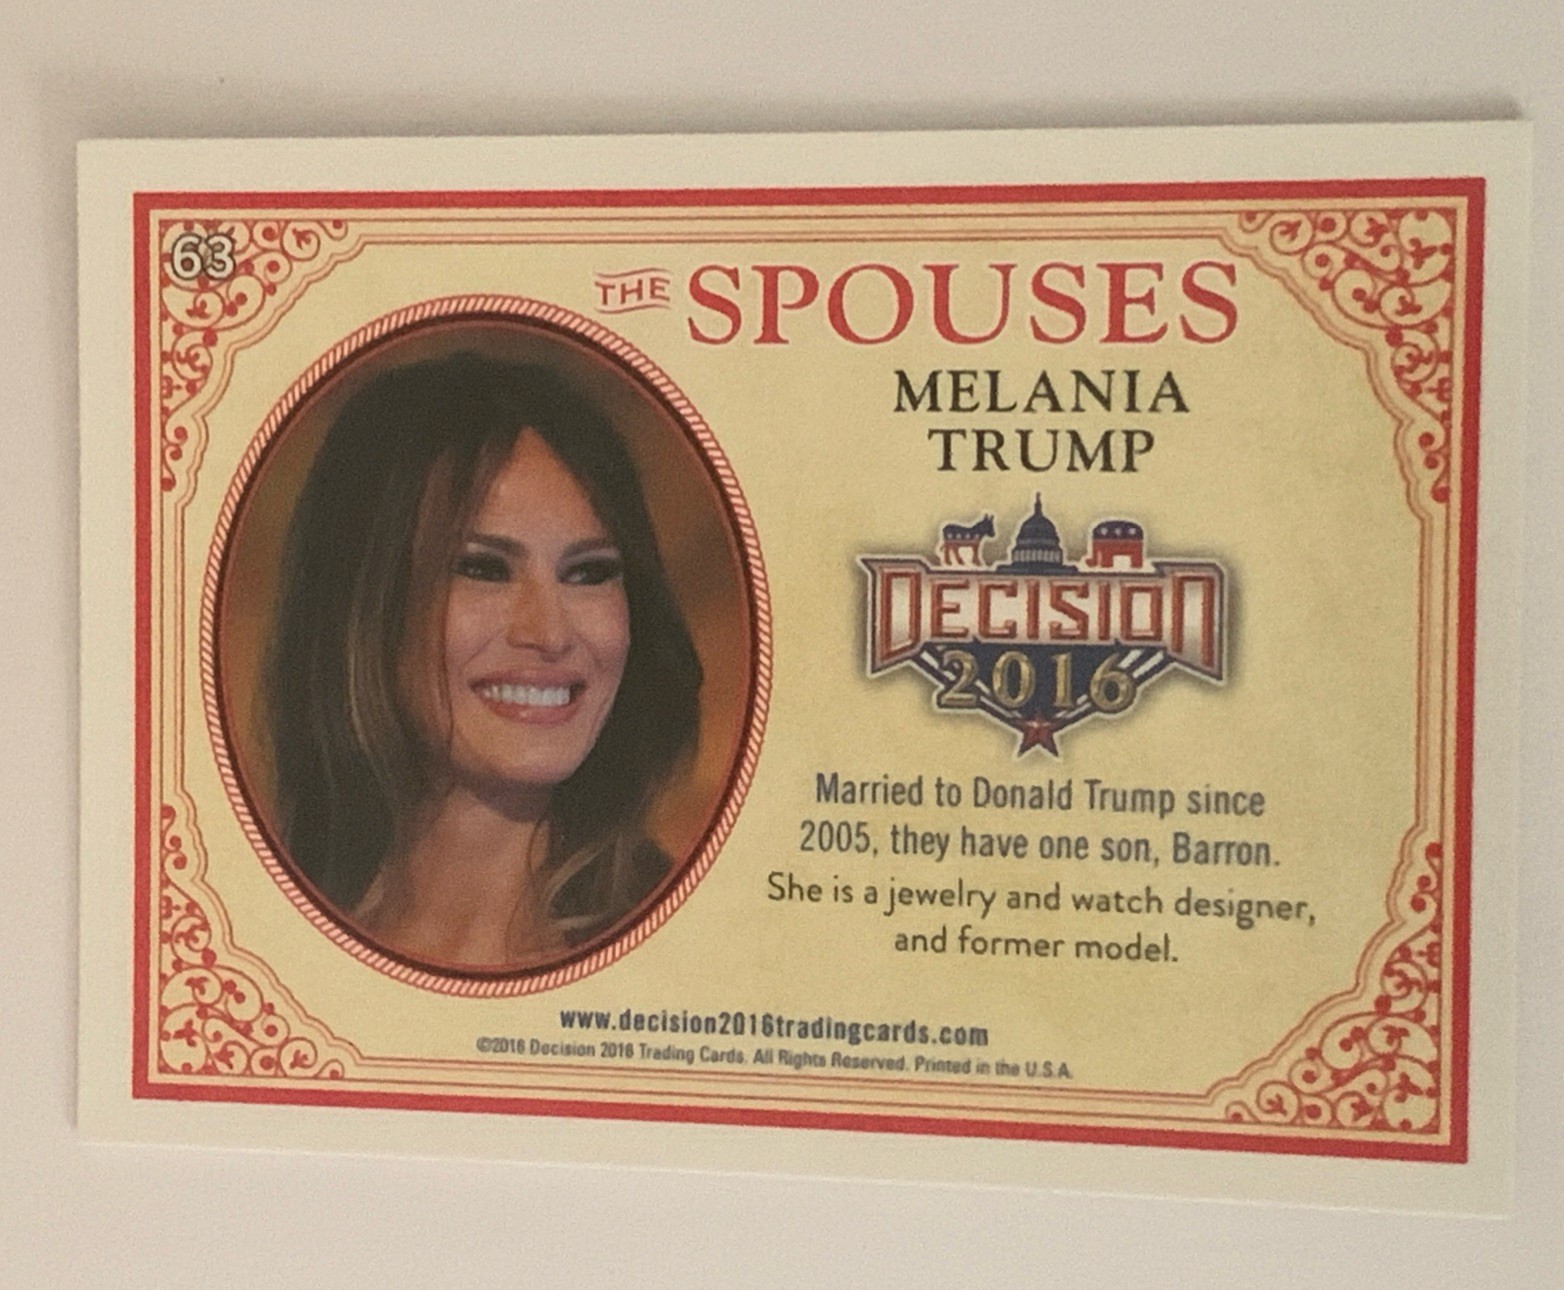 63
THE SPOUSES
MELANIA
TRUMP
DECISION
2016
Married to Donald Trump since
2005, they have one son, Barron.
She is a jewelry and watch designer,
and former model.
www.decision2016tradingcards.com
©2016 Decision 2016 Trading Cards. All Rights Reserved. Printed in the U.S.A.